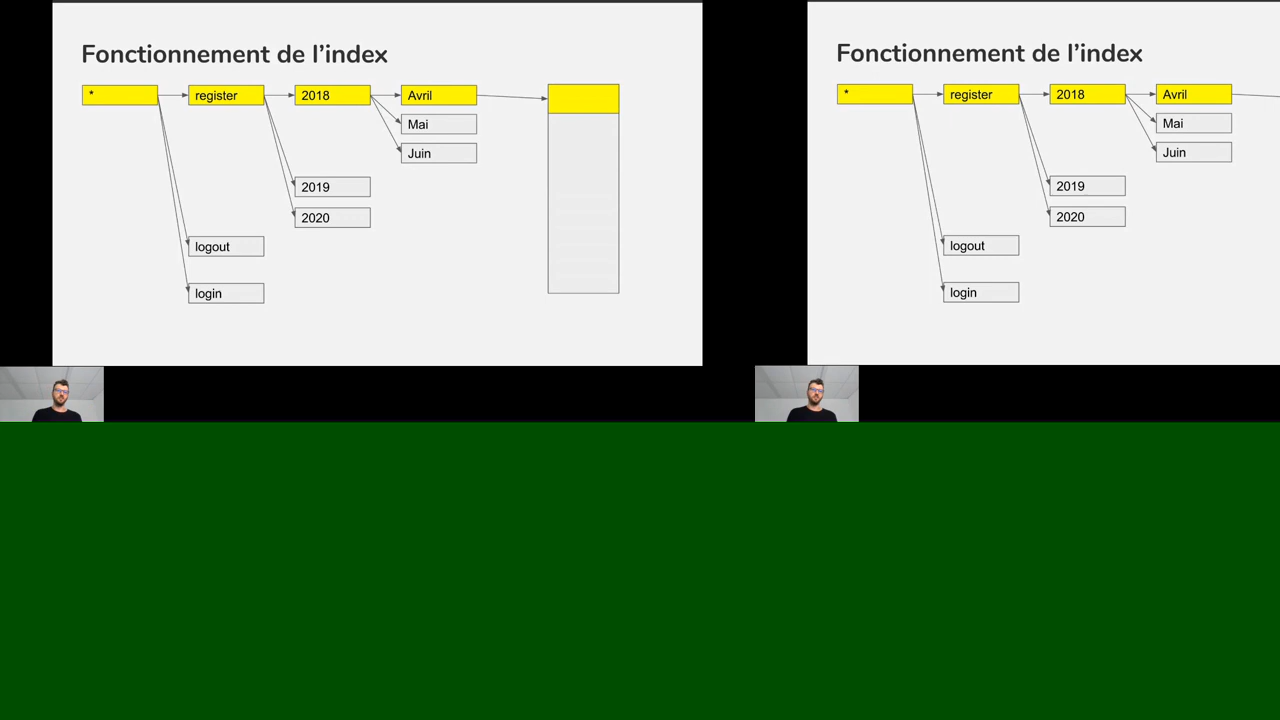 Fonctionnement de l'index
* register 2018 Avril
Mai
Juin
2019
2020
logout
login
Fonctionnement de l'index
* register 2018 Avril
Mai
Juin
2019
2020
logout
login